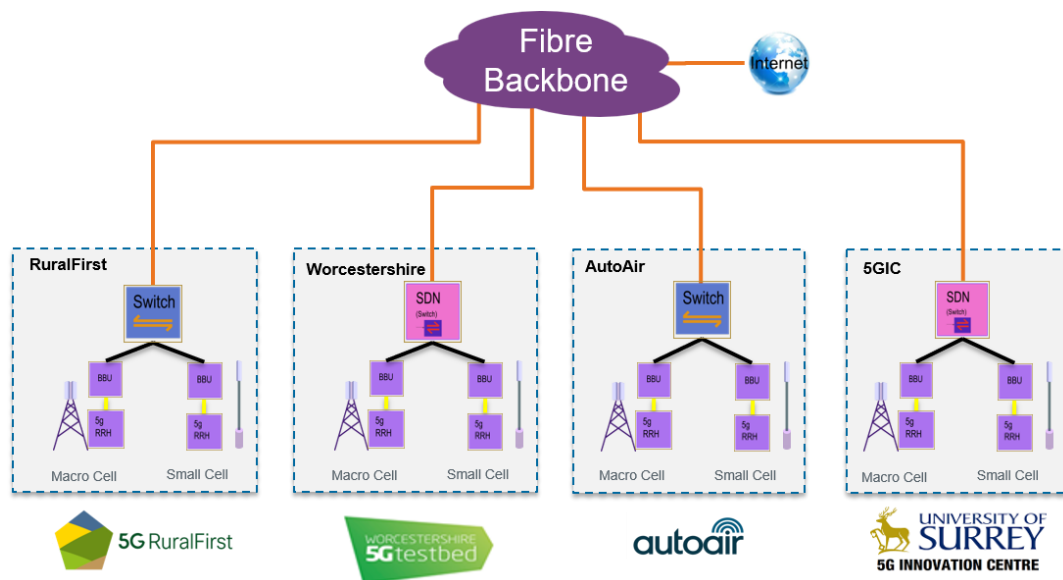 Fibre
Backbone
Internet
RuralFirst
Switch
BBU
BBU
5g
RRH
5g
RRH
Macro Cell
Small Cell
Worcestershire
SDN
(Switch)
BBU
BBU
5g
RRH
5g
RRH
Macro Cell
Small Cell
AutoAir
Switch
BBU
BBU
5g
RRH
5g
RRH
Macro Cell
Small Cell
5GIC
SDN
(Switch)
BBU
BBU
5g
RRH
5g
RRH
Macro Cell
Small Cell
5G RuralFirst
WORCESTERSHIRE
5G testbed
autoair
UNIVERSITY OF
SURREY
5G INNOVATION CENTRE